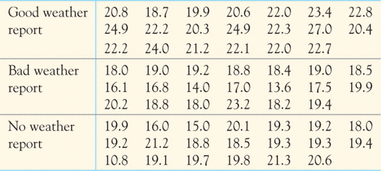 Good weather 20.8 18.7 19.9 20.6 22.0 23.4 22.8
report 24.9 22.2 20.3 24.9 22.3 27.0 20.4
22.2 24.0 21.2 22.1 22.0 22.7
Bad weather 18.0 19.0 19.2 18.8 18.4 19.0 18.5
report 16.1 16.8 14.0 17.0 13.6 17.5 19.9
20.2 18.8 18.0 23.2 18.2 19.4
No weather 19.9 16.0 15.0 20.1 19.3 19.2 18.0
report 19.2 21.2 18.8 18.5 19.3 19.3 19.4
10.8 19.1 19.7 19.8 21.3 20.6